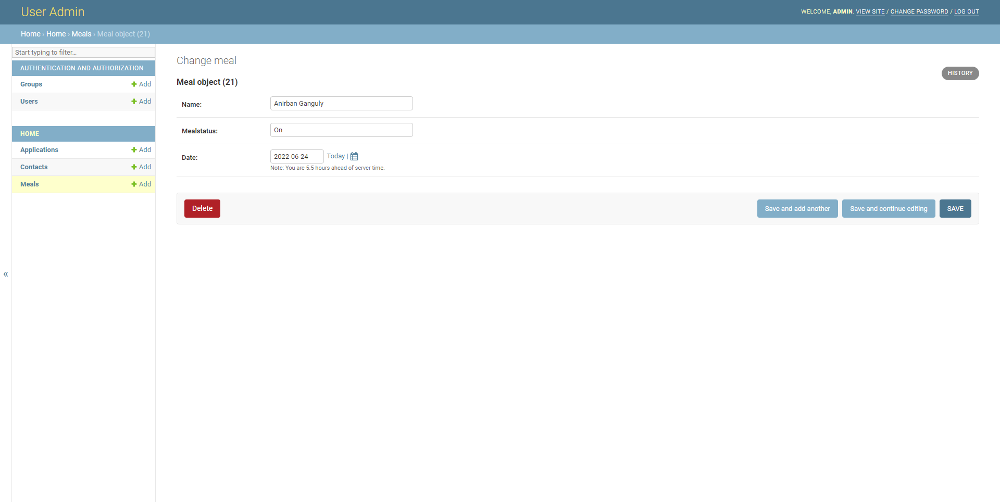 User Admin
WELCOME, ADMIN. VIEW SITE / CHANGE PASSWORD / LOG OUT
Home › Home › Meals › Meal object (21)
Start typing to filter...
AUTHENTICATION AND AUTHORIZATION
Groups Add
Users Add
HOME
Applications Add
Contacts Add
Meals Add
«
Change meal
HISTORY
Meal object (21)
Name: Anirban Ganguly
Mealstatus: On
Date: 2022-06-24 Today |
Note: You are 5.5 hours ahead of server time.
Delete Save and add another Save and continue editing SAVE